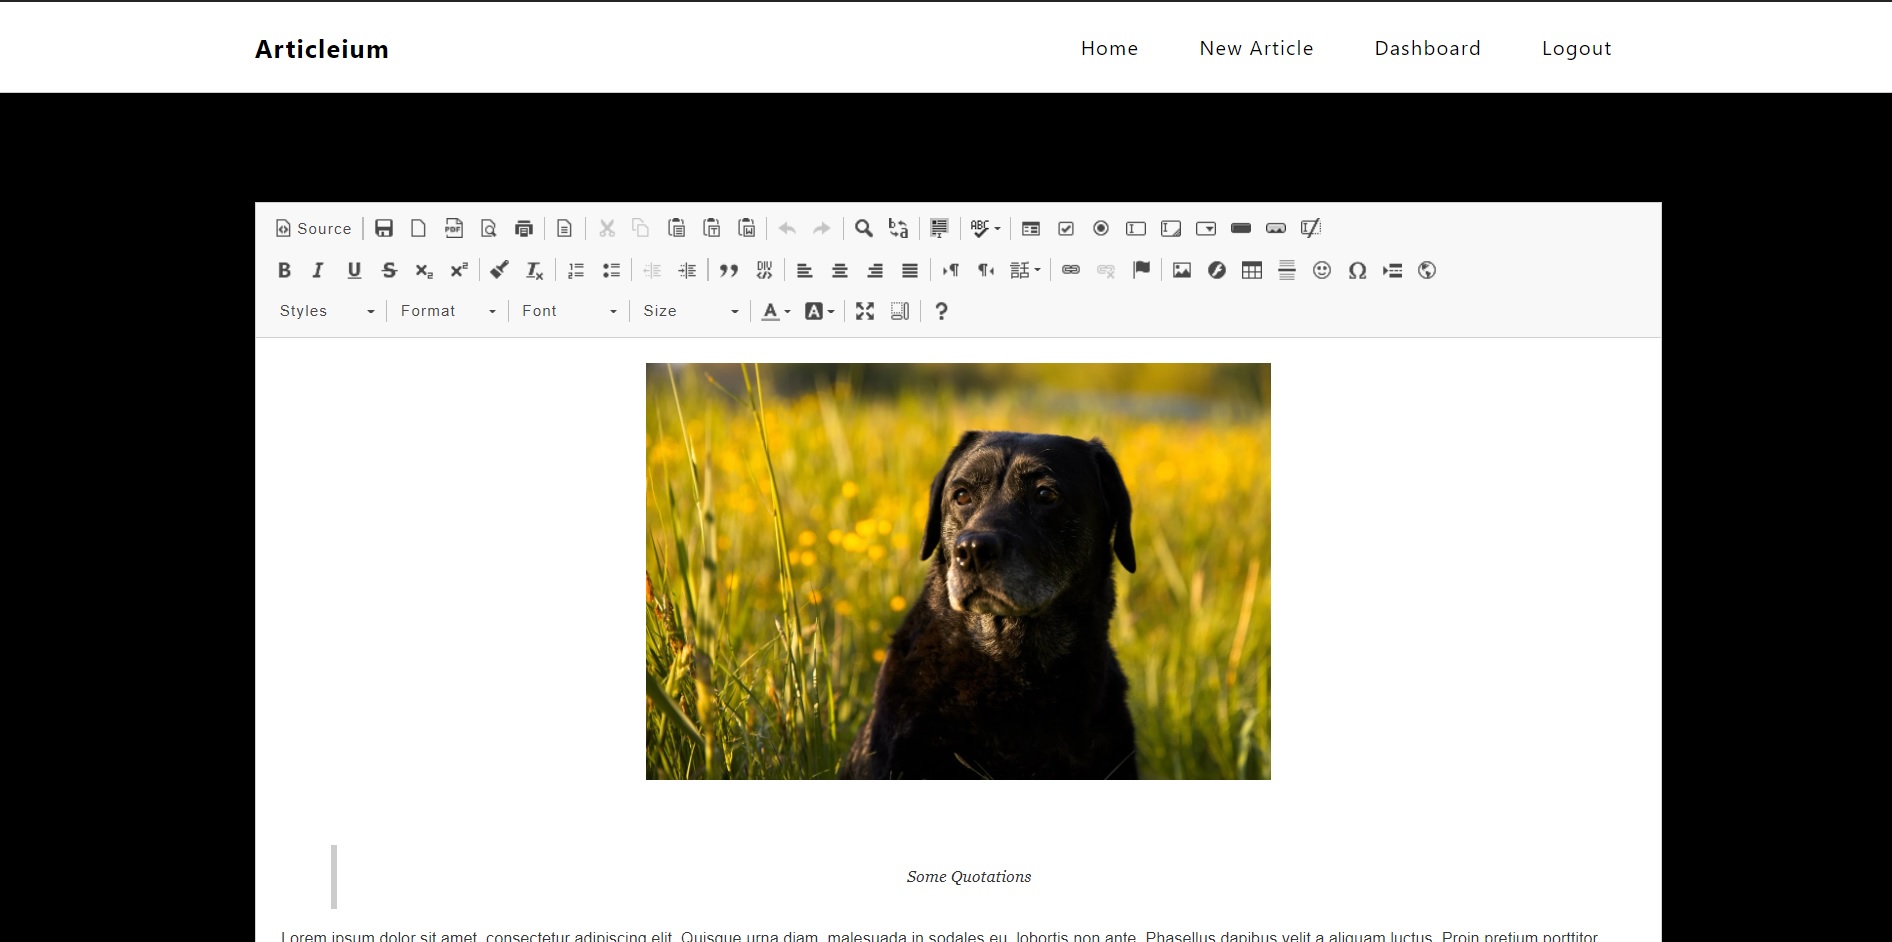 Articleium
Home New Article Dashboard Logout
Source
Styles Format Font Size
Some Quotations
Lorem ipsum dolor sit amet, consectetur adipiscing elit. Quisque urna diam, malesuada in sodales eu, lobortis non ante. Phasellus dapibus velit a aliquam luctus. Proin pretium porttitor